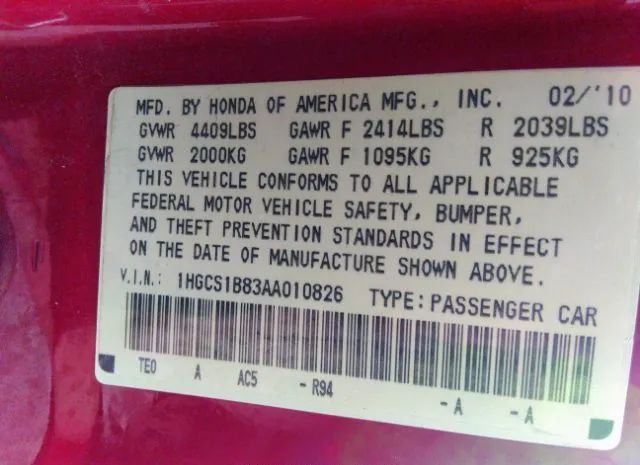 MFD. BY HONDA OF AMERICA MFG., INC. 02/'10
GVWR 4409LBS GAWR F 2414LBS R 2039LBS
GVWR 2000KG GAWR F 1095KG R 925KG
THIS VEHICLE CONFORMS TO ALL APPLICABLE
FEDERAL MOTOR VEHICLE SAFETY, BUMPER,
AND THEFT PREVENTION STANDARDS IN EFFECT
ON THE DATE OF MANUFACTURE SHOWN ABOVE.
V.I.N.: 1HGCS1B83AA010826 TYPE:PASSENGER CAR
TE0 A AC5 -R94 -A -A